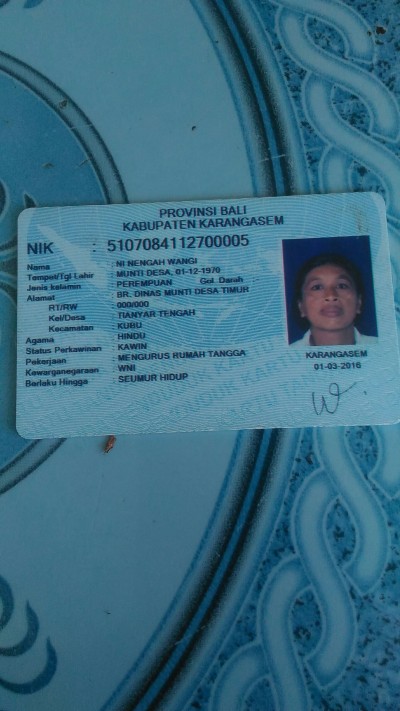 PROVINSI BALI
KABUPATEN KARANGASEM
NIK : 5107084112700005
Nama : NI NENGAH WANGI
Tempat/Tgl Lahir : MUNTI DESA, 01-12-1970
Jenis kelamin : PEREMPUAN Gol. Darah : -
Alamat : BR. DINAS MUNTI DESA TIMUR
RT/RW : 000/000
Kel/Desa : TIANYAR TENGAH
Kecamatan : KUBU
Agama : HINDU
Status Perkawinan : KAWIN
Pekerjaan : MENGURUS RUMAH TANGGA
Kewarganegaraan : WNI
Berlaku Hingga : SEUMUR HIDUP
KARANGASEM
01-03-2016